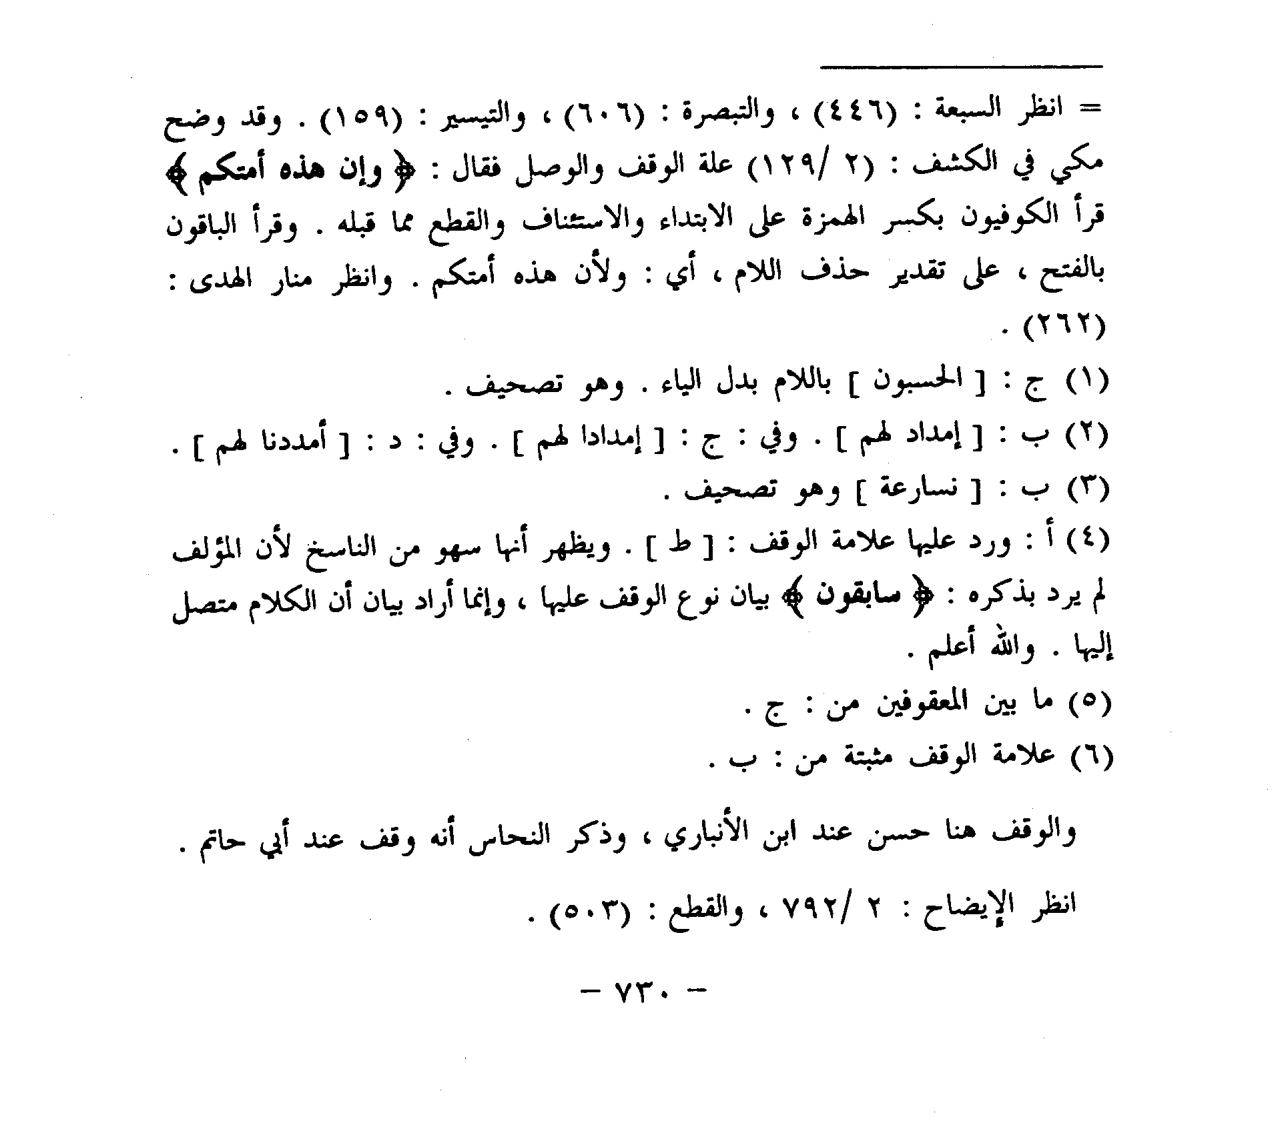 = انظر السبعة : (٤٤٦) ، والتبصرة : (٦٠٦) ، والتيسير : (١٥٩) . وقد وضح
مكي في الكشف : (٢ /١٢٩) علة الوقف والوصل فقال : ﴿ وإن هذه أمتكم ﴾
قرأ الكوفيون بكسر الهمزة على الابتداء والاستئناف والقطع مما قبله . وقرأ الباقون
بالفتح ، على تقدير حذف اللام ، أي : ولأن هذه أمتكم . وانظر منار الهدى :
(٢٦٢) .
(١) ج : [ الحسبون ] باللام بدل الياء . وهو تصحيف .
(٢) ب : [ إمداد لهم ] . وفي : ج : [ إمدادا لهم ] . وفي : د : [ أمددنا لهم ] .
(٣) ب : [ نسارعة ] وهو تصحيف .
(٤) أ : ورد عليها علامة الوقف : [ ط ] . ويظهر أنها سهو من الناسخ لأن المؤلف
لم يرد بذكره : ﴿ سابقون ﴾ بيان نوع الوقف عليها ، وإنما أراد بيان أن الكلام متصل
إليها . والله أعلم .
(٥) ما بين المعقوفين من : ج .
(٦) علامة الوقف مثبتة من : ب .
والوقف هنا حسن عند ابن الأنباري ، وذكر النحاس أنه وقف عند أبي حاتم .
انظر الإيضاح : ٢ /٧٩٢ ، والقطع : (٥٠٣) .
– ٧٣٠ –